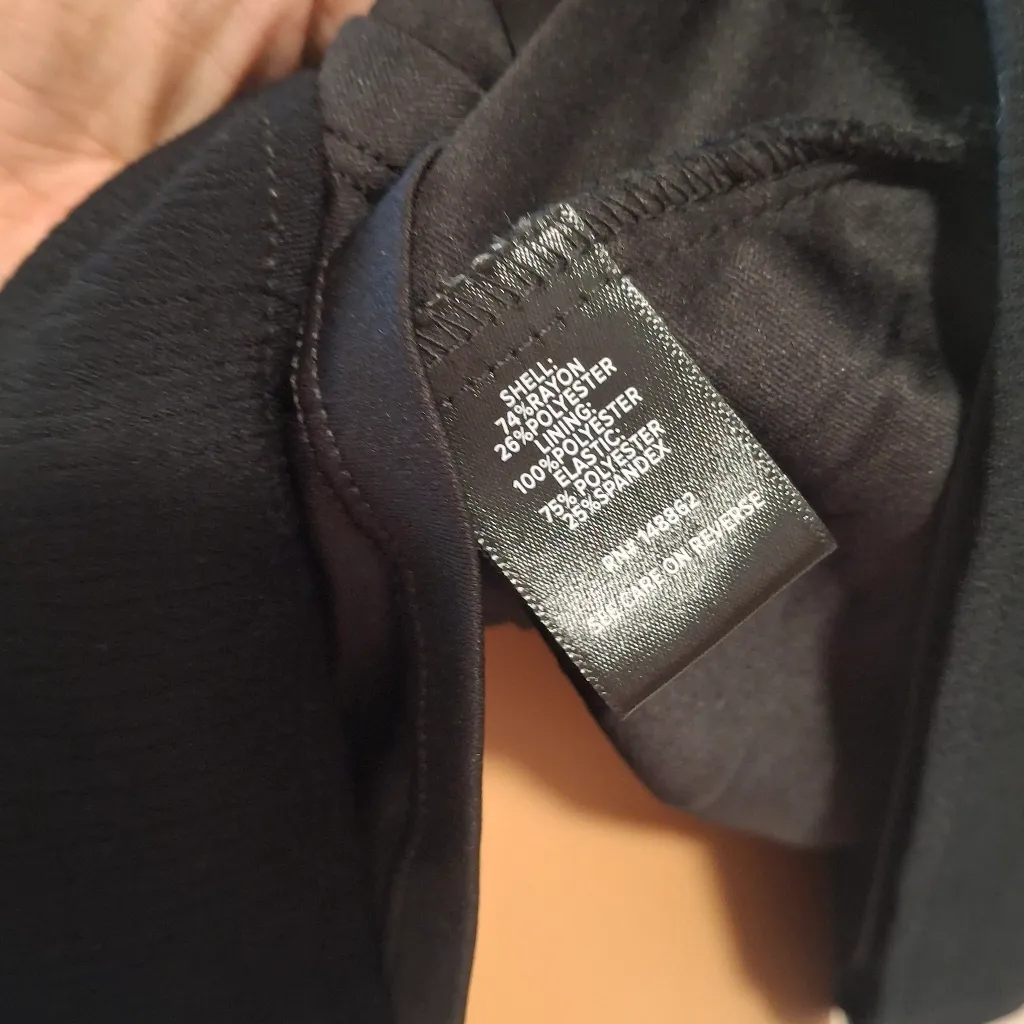 SHELL:
74%RAYON
26%POLYESTER
LINING:
100%POLYESTER
ELASTIC:
75%POLYESTER
25%SPANDEX
RN# 148862
SEE CARE ON REVERSE